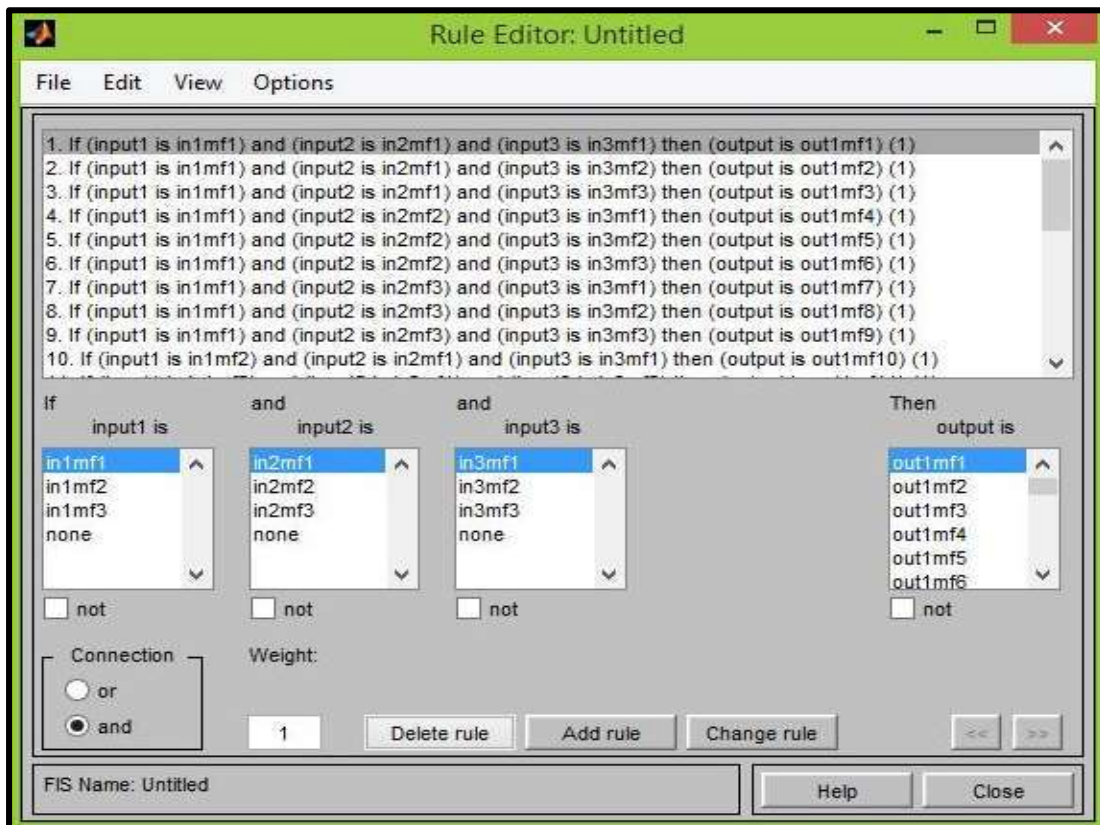 Rule Editor: Untitled
File Edit View Options
1. If (input1 is in1mf1) and (input2 is in2mf1) and (input3 is in3mf1) then (output is out1mf1) (1)
2. If (input1 is in1mf1) and (input2 is in2mf1) and (input3 is in3mf2) then (output is out1mf2) (1)
3. If (input1 is in1mf1) and (input2 is in2mf1) and (input3 is in3mf3) then (output is out1mf3) (1)
4. If (input1 is in1mf1) and (input2 is in2mf2) and (input3 is in3mf1) then (output is out1mf4) (1)
5. If (input1 is in1mf1) and (input2 is in2mf2) and (input3 is in3mf2) then (output is out1mf5) (1)
6. If (input1 is in1mf1) and (input2 is in2mf2) and (input3 is in3mf3) then (output is out1mf6) (1)
7. If (input1 is in1mf1) and (input2 is in2mf3) and (input3 is in3mf1) then (output is out1mf7) (1)
8. If (input1 is in1mf1) and (input2 is in2mf3) and (input3 is in3mf2) then (output is out1mf8) (1)
9. If (input1 is in1mf1) and (input2 is in2mf3) and (input3 is in3mf3) then (output is out1mf9) (1)
10. If (input1 is in1mf2) and (input2 is in2mf1) and (input3 is in3mf1) then (output is out1mf10) (1)
If and and Then
input1 is input2 is input3 is output is
in1mf1 in2mf1 in3mf1 out1mf1
in1mf2 in2mf2 in3mf2 out1mf2
in1mf3 in2mf3 in3mf3 out1mf3
none none none out1mf4
out1mf5
out1mf6
not not not not
Connection Weight:
or
and 1 Delete rule Add rule Change rule << >>
FIS Name: Untitled Help Close